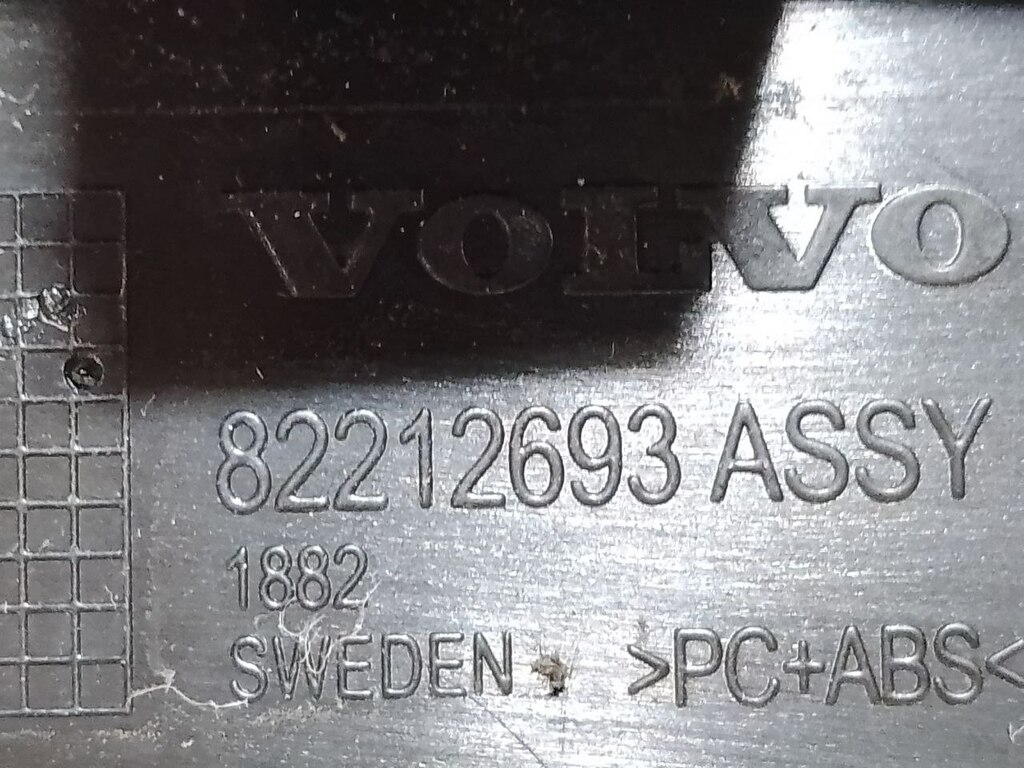 VOLVO
82212693 ASSY
1882
SWEDEN >PC+ABS<